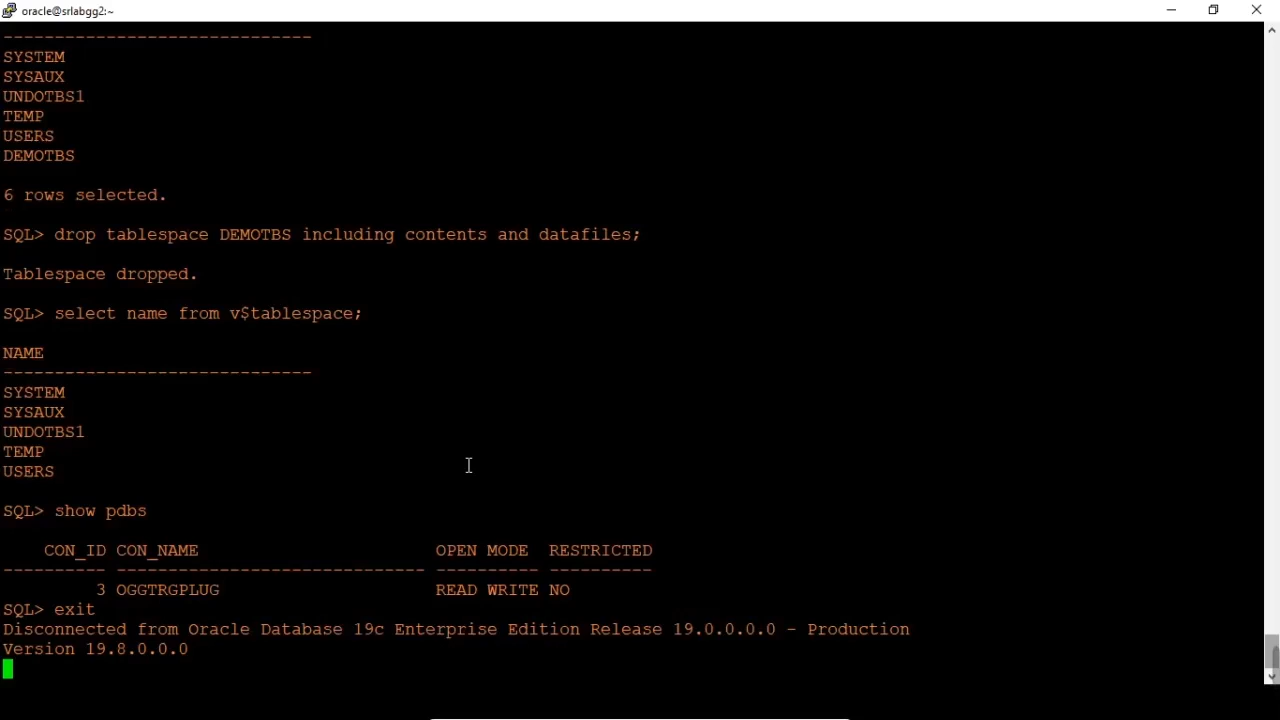 oracle@srlabgg2:~
------------------------------
SYSTEM
SYSAUX
UNDOTBS1
TEMP
USERS
DEMOTBS
6 rows selected.
SQL> drop tablespace DEMOTBS including contents and datafiles;
Tablespace dropped.
SQL> select name from v$tablespace;
NAME
------------------------------
SYSTEM
SYSAUX
UNDOTBS1
TEMP
USERS
SQL> show pdbs
    CON_ID CON_NAME                       OPEN MODE  RESTRICTED
---------- ------------------------------ ---------- ----------
         3 OGGTRGPLUG                     READ WRITE NO
SQL> exit
Disconnected from Oracle Database 19c Enterprise Edition Release 19.0.0.0.0 - Production
Version 19.8.0.0.0